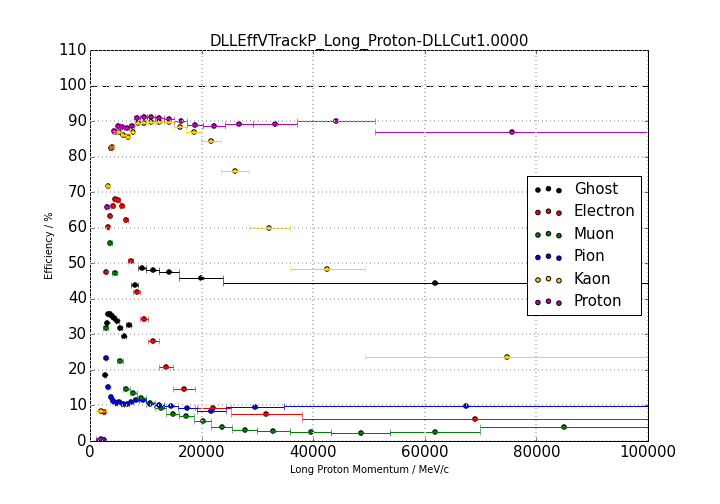 DLLEffVTrackP_Long_Proton-DLLCut1.0000
110
100
90
80
70
60
50
40
30
20
10
0
Efficiency / %
Ghost
Electron
Muon
Pion
Kaon
Proton
0 20000 40000 60000 80000 100000
Long Proton Momentum / MeV/c